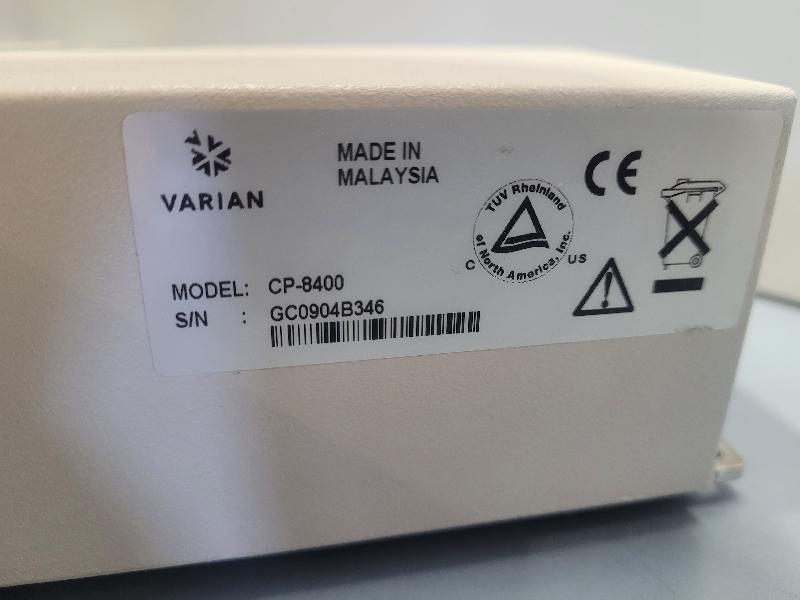 VARIAN
MADE IN
MALAYSIA
TUV Rheinland
of North America, Inc.
C US
CE
MODEL: CP-8400
S/N : GC0904B346